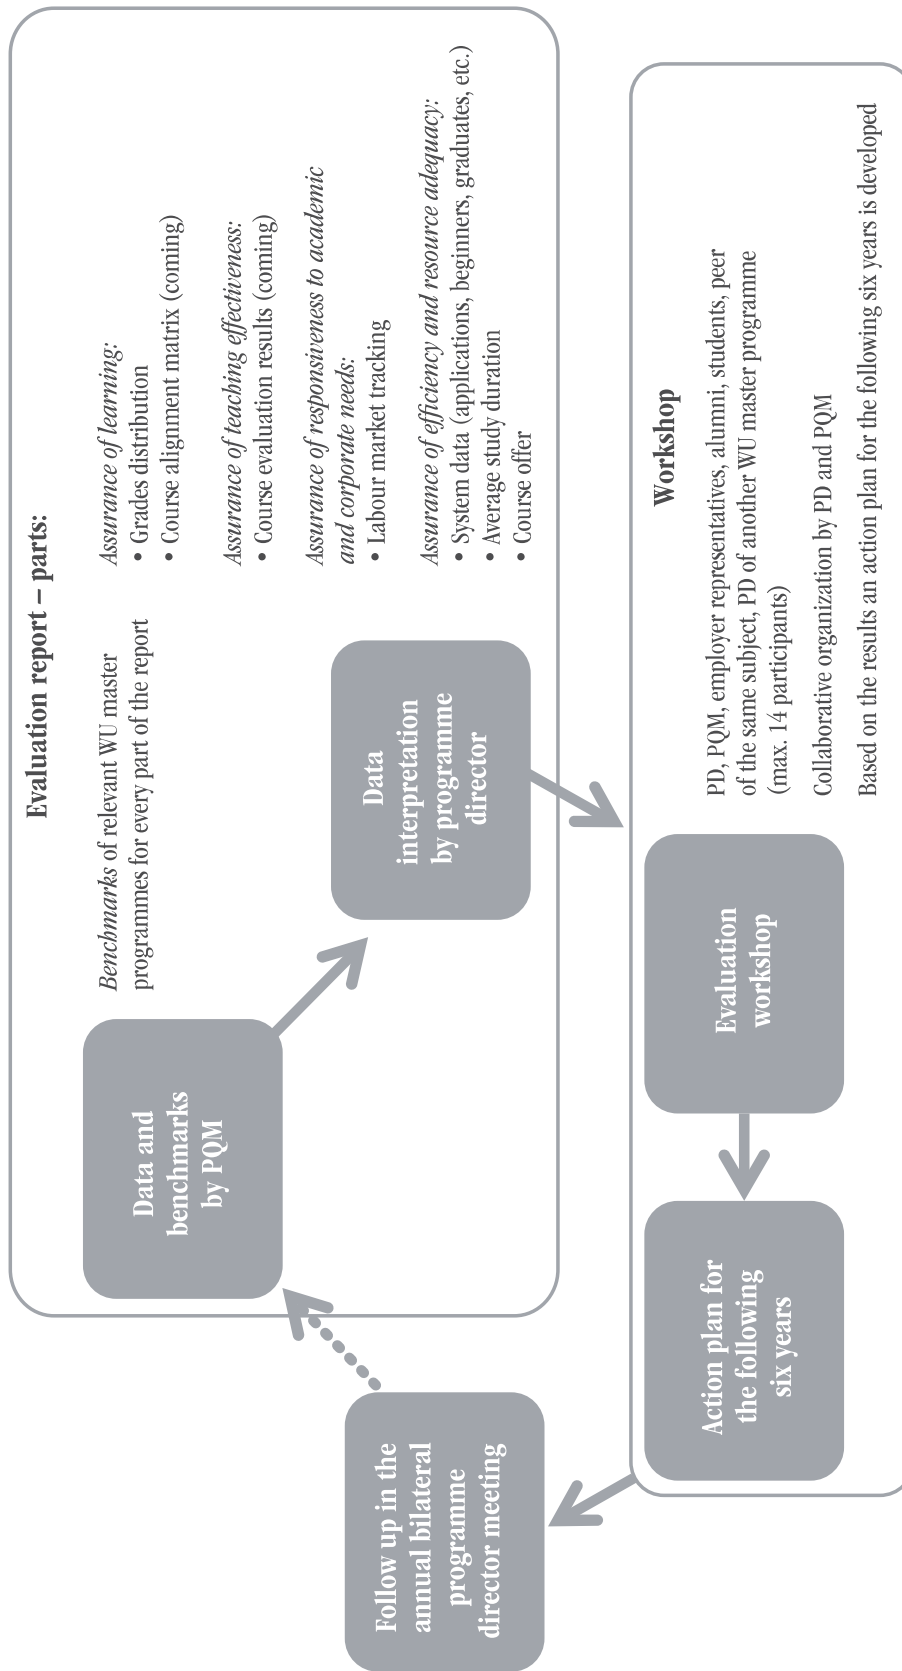 Evaluation report – parts:
Data and
benchmarks
by PQM
Benchmarks of relevant WU master
programmes for every part of the report
Assurance of learning:
• Grades distribution
• Course alignment matrix (coming)
Assurance of teaching effectiveness:
• Course evaluation results (coming)
Assurance of responsiveness to academic
and corporate needs:
• Labour market tracking
Assurance of efficiency and resource adequacy:
• System data (applications, beginners, graduates, etc.)
• Average study duration
• Course offer
Follow up in the
annual bilateral
programme
director meeting
Data
interpretation
by programme
director
Action plan for
the following
six years
Evaluation
workshop
Workshop
PD, PQM, employer representatives, alumni, students, peer
of the same subject, PD of another WU master programme
(max. 14 participants)
Collaborative organization by PD and PQM
Based on the results an action plan for the following six years is developed